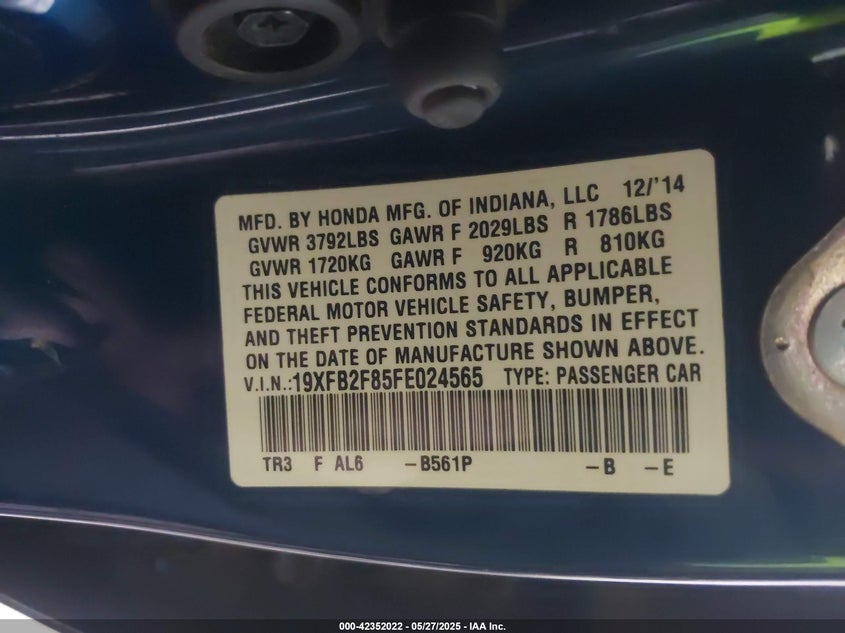 MFD. BY HONDA MFG. OF INDIANA, LLC 12/'14
GVWR 3792LBS GAWR F 2029LBS R 1786LBS
GVWR 1720KG GAWR F 920KG R 810KG
THIS VEHICLE CONFORMS TO ALL APPLICABLE
FEDERAL MOTOR VEHICLE SAFETY, BUMPER,
AND THEFT PREVENTION STANDARDS IN EFFECT
ON THE DATE OF MANUFACTURE SHOWN ABOVE.
V.I.N.:19XFB2F85FE024565 TYPE: PASSENGER CAR
TR3 F AL6 -B561P -B -E
000-42352022 - 05/27/2025 - IAA Inc.